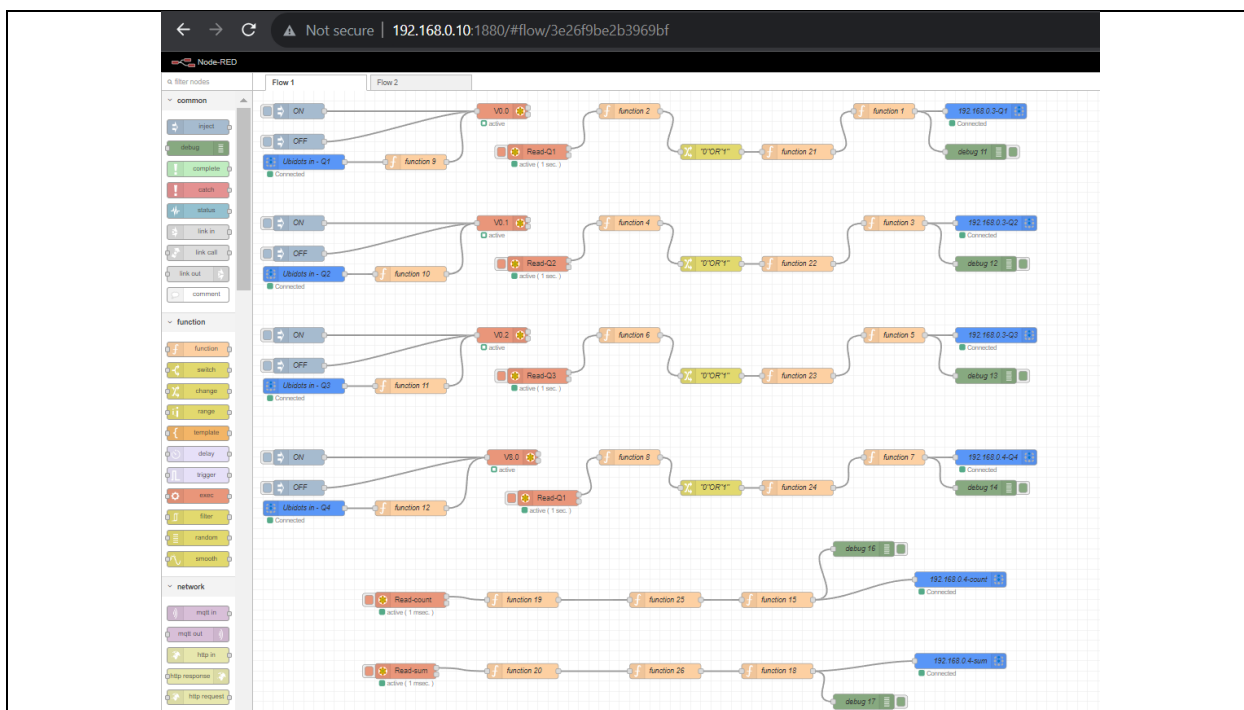 Not secure | 192.168.0.10:1880/#flow/3e26f9be2b3969bf
Node-RED
filter nodes
Flow 1
Flow 2
common
inject
debug
complete
catch
status
link in
link call
link out
comment
function
function
switch
change
range
template
delay
trigger
exec
filter
random
smooth
network
mqtt in
mqtt out
http in
http response
http request
ON
V0.0
active
function 2
function 1
192.168.0.3-Q1
Connected
OFF
Read-Q1
active ( 1 sec. )
"0"OR"1"
function 21
debug 11
Ubidots in - Q1
Connected
function 9
ON
V0.1
active
function 4
function 3
192.168.0.3-Q2
Connected
OFF
Read-Q2
active ( 1 sec. )
"0"OR"1"
function 22
debug 12
Ubidots in - Q2
Connected
function 10
ON
V0.2
active
function 6
function 5
192.168.0.3-Q3
Connected
OFF
Read-Q3
active ( 1 sec. )
"0"OR"1"
function 23
debug 13
Ubidots in - Q3
Connected
function 11
ON
V8.0
active
function 8
function 7
192.168.0.4-Q4
Connected
OFF
Read-Q1
active ( 1 sec. )
"0"OR"1"
function 24
debug 14
Ubidots in - Q4
Connected
function 12
debug 16
192.168.0.4-count
Connected
Read-count
active ( 1 msec. )
function 19
function 25
function 15
192.168.0.4-sum
Connected
Read-sum
active ( 1 msec. )
function 20
function 26
function 18
debug 17